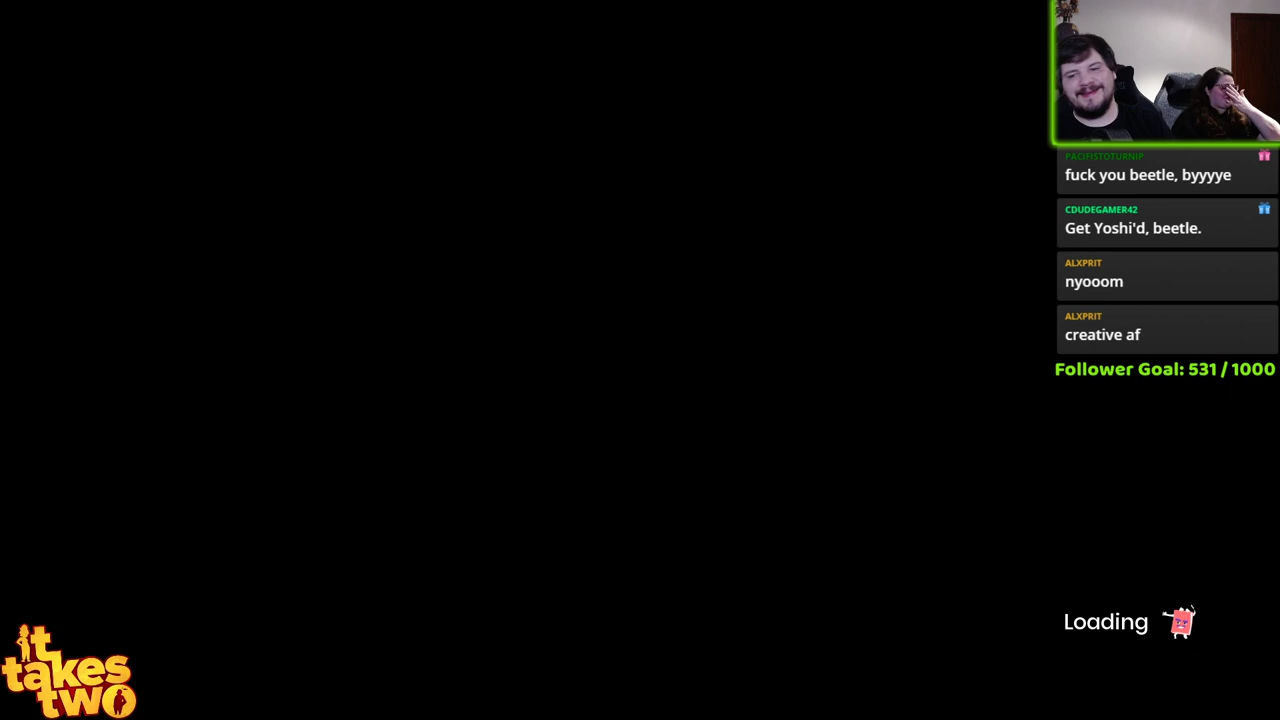 PACIFISTOTURNIP
fuck you beetle, byyyye
CDUDEGAMER42
Get Yoshi'd, beetle.
ALXPRIT
nyooom
ALXPRIT
creative af
Follower Goal: 531 / 1000
Loading
it
takes
two